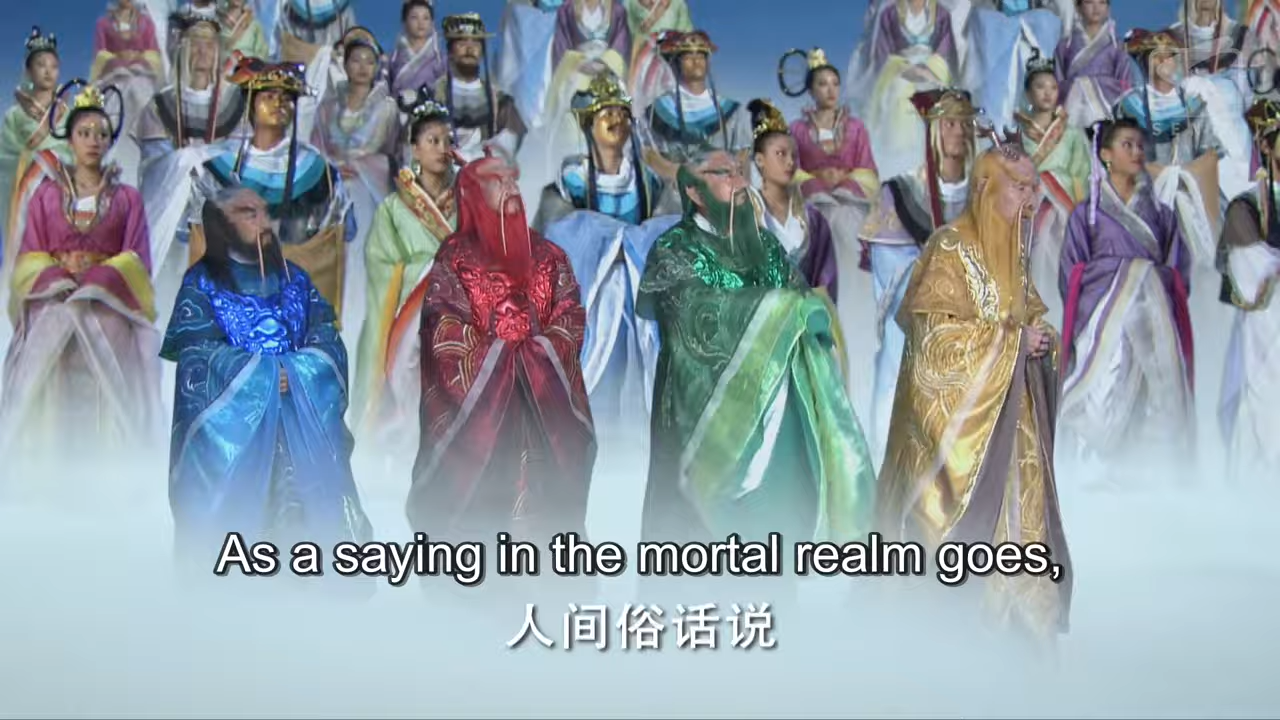 As a saying in the mortal realm goes,
人间俗话说